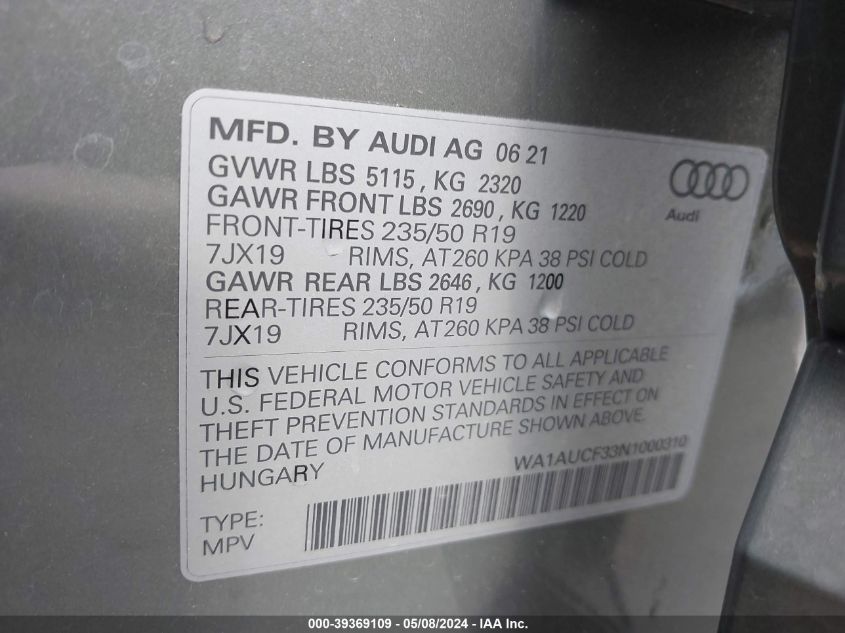 MFD. BY AUDI AG 06 21
GVWR LBS 5115, KG 2320
GAWR FRONT LBS 2690, KG 1220
FRONT-TIRES 235/50 R19
7JX19 RIMS, AT 260 KPA 38 PSI COLD
GAWR REAR LBS 2646, KG 1200
REAR-TIRES 235/50 R19
7JX19 RIMS, AT 260 KPA 38 PSI COLD
Audi
THIS VEHICLE CONFORMS TO ALL APPLICABLE
U.S. FEDERAL MOTOR VEHICLE SAFETY AND
THEFT PREVENTION STANDARDS IN EFFECT ON
THE DATE OF MANUFACTURE SHOWN ABOVE.
HUNGARY WA1AUCF33N1000310
TYPE:
MPV
000-39369109 - 05/08/2024 - IAA Inc.